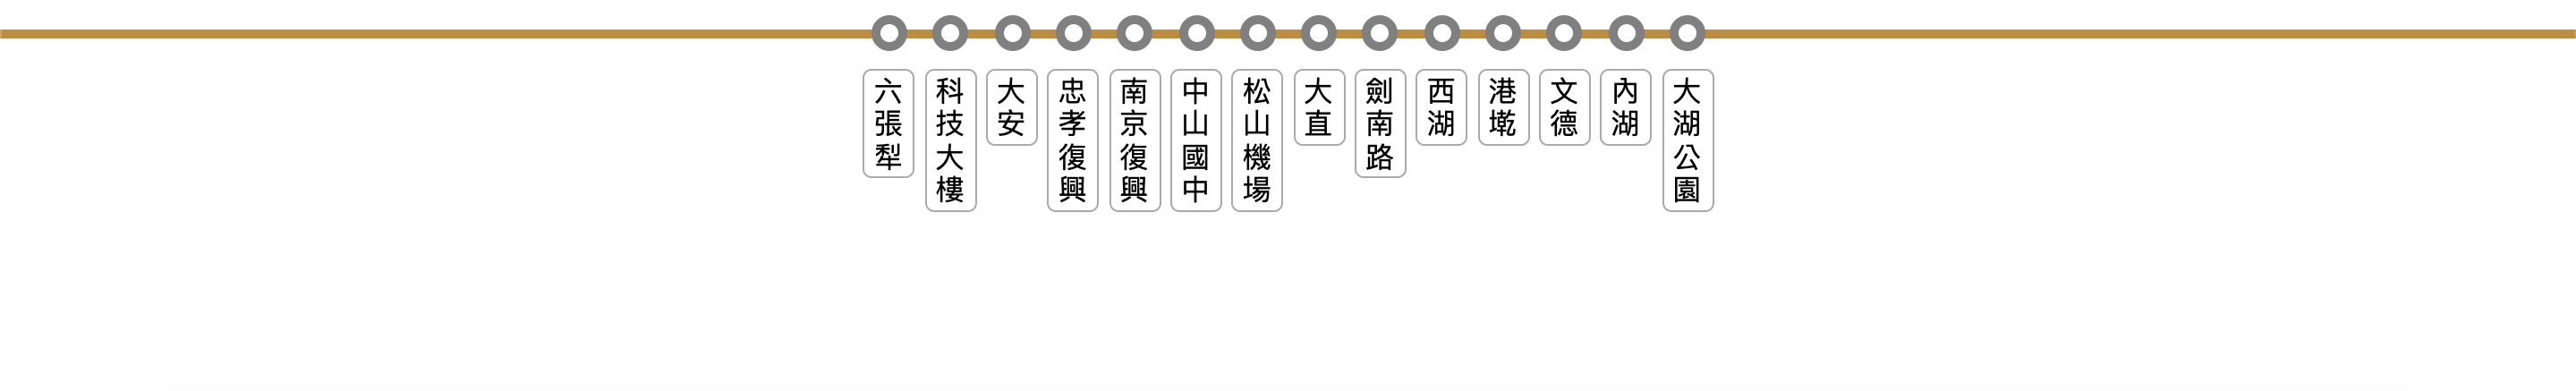 六張犁
科技大樓
大安
忠孝復興
南京復興
中山國中
松山機場
大直
劍南路
西湖
港墘
文德
內湖
大湖公園